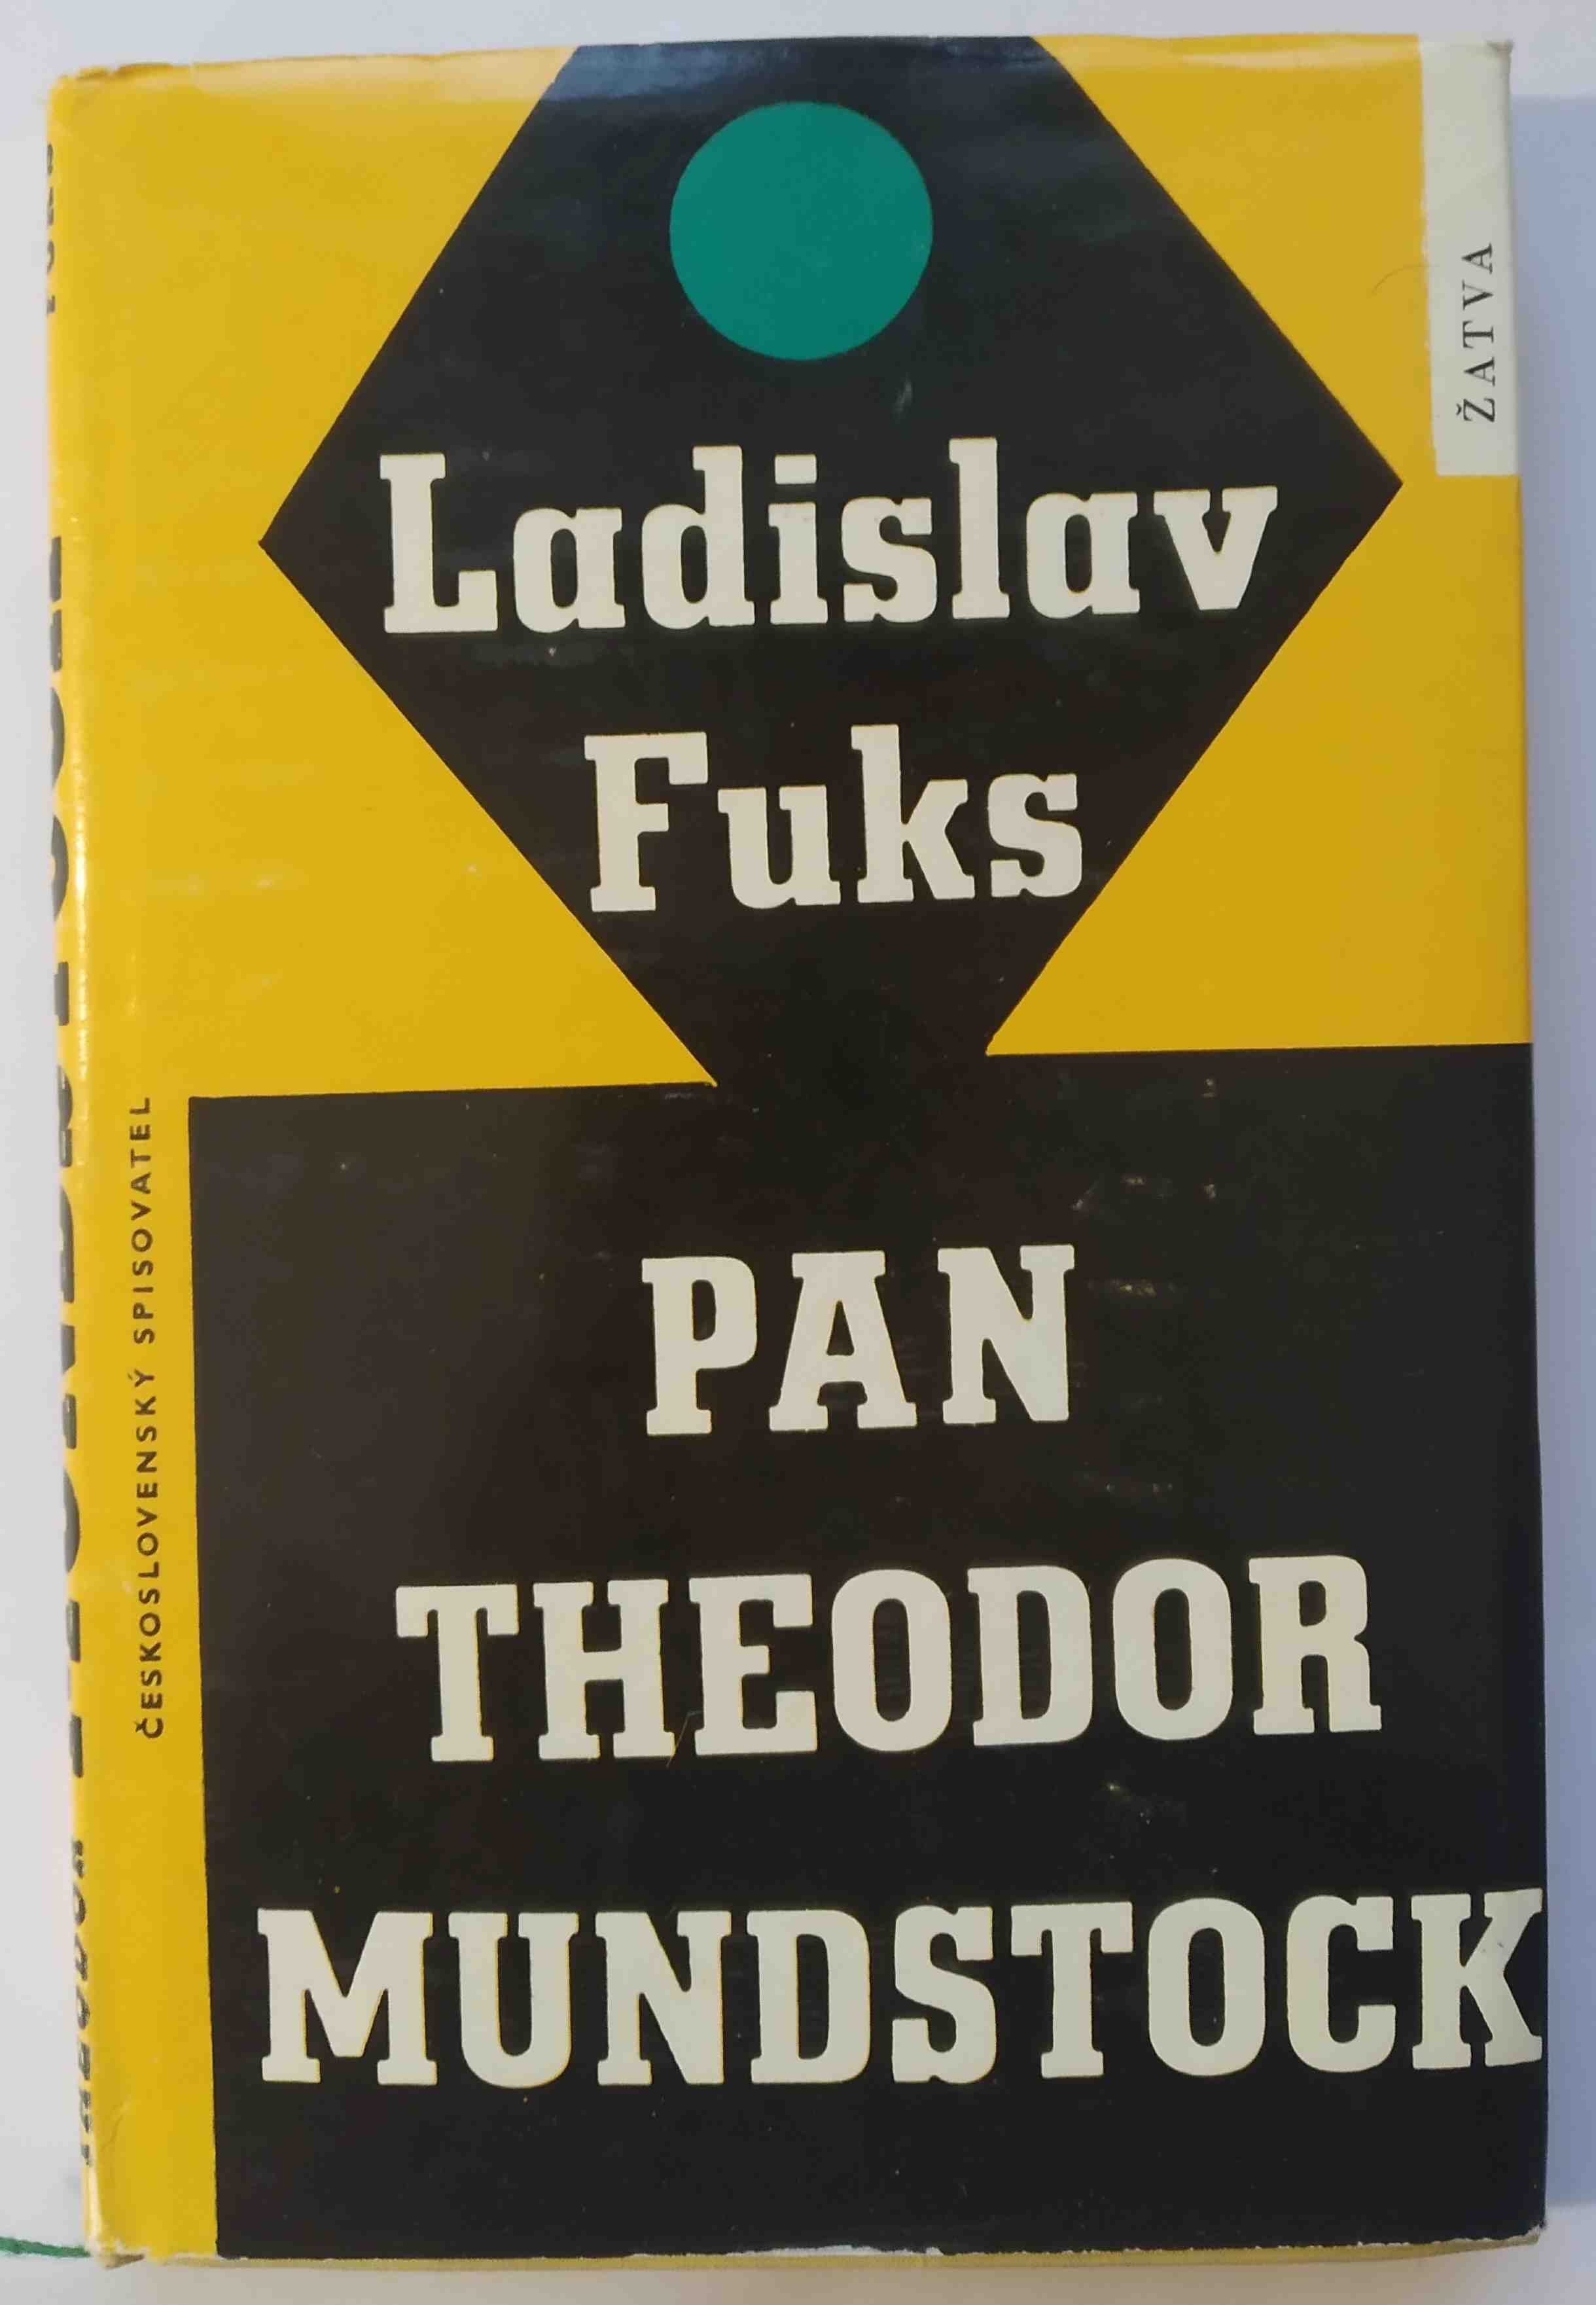 ŽATVA
Ladislav
Fuks
ČESKOSLOVENSKÝ SPISOVATEL
PAN
THEODOR
MUNDSTOCK